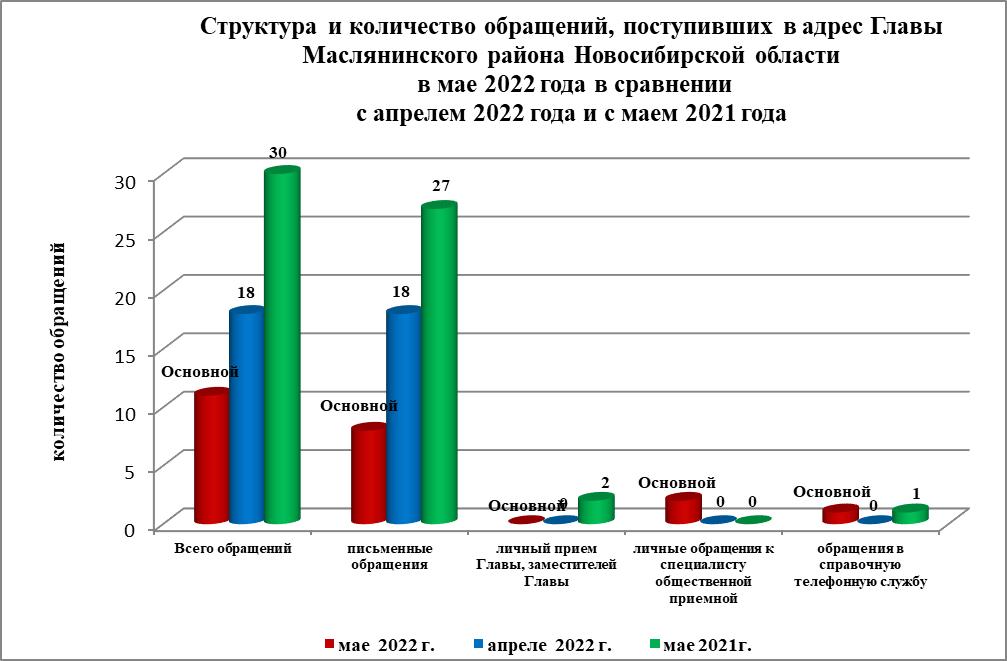 Структура и количество обращений, поступивших в адрес Главы
Маслянинского района Новосибирской области
в мае 2022 года в сравнении
с апрелем 2022 года и с маем 2021 года
количество обращений
30
25
20
15
10
5
0
Основной
18
30
Основной
18
27
Основной
0
2
Основной
0
0
Основной
0
1
Всего обращений
письменные
обращения
личный прием
Главы, заместителей
Главы
личные обращения к
специалисту
общественной
приемной
обращения в
справочную
телефонную службу
мае 2022 г.
апреле 2022 г.
мае 2021г.